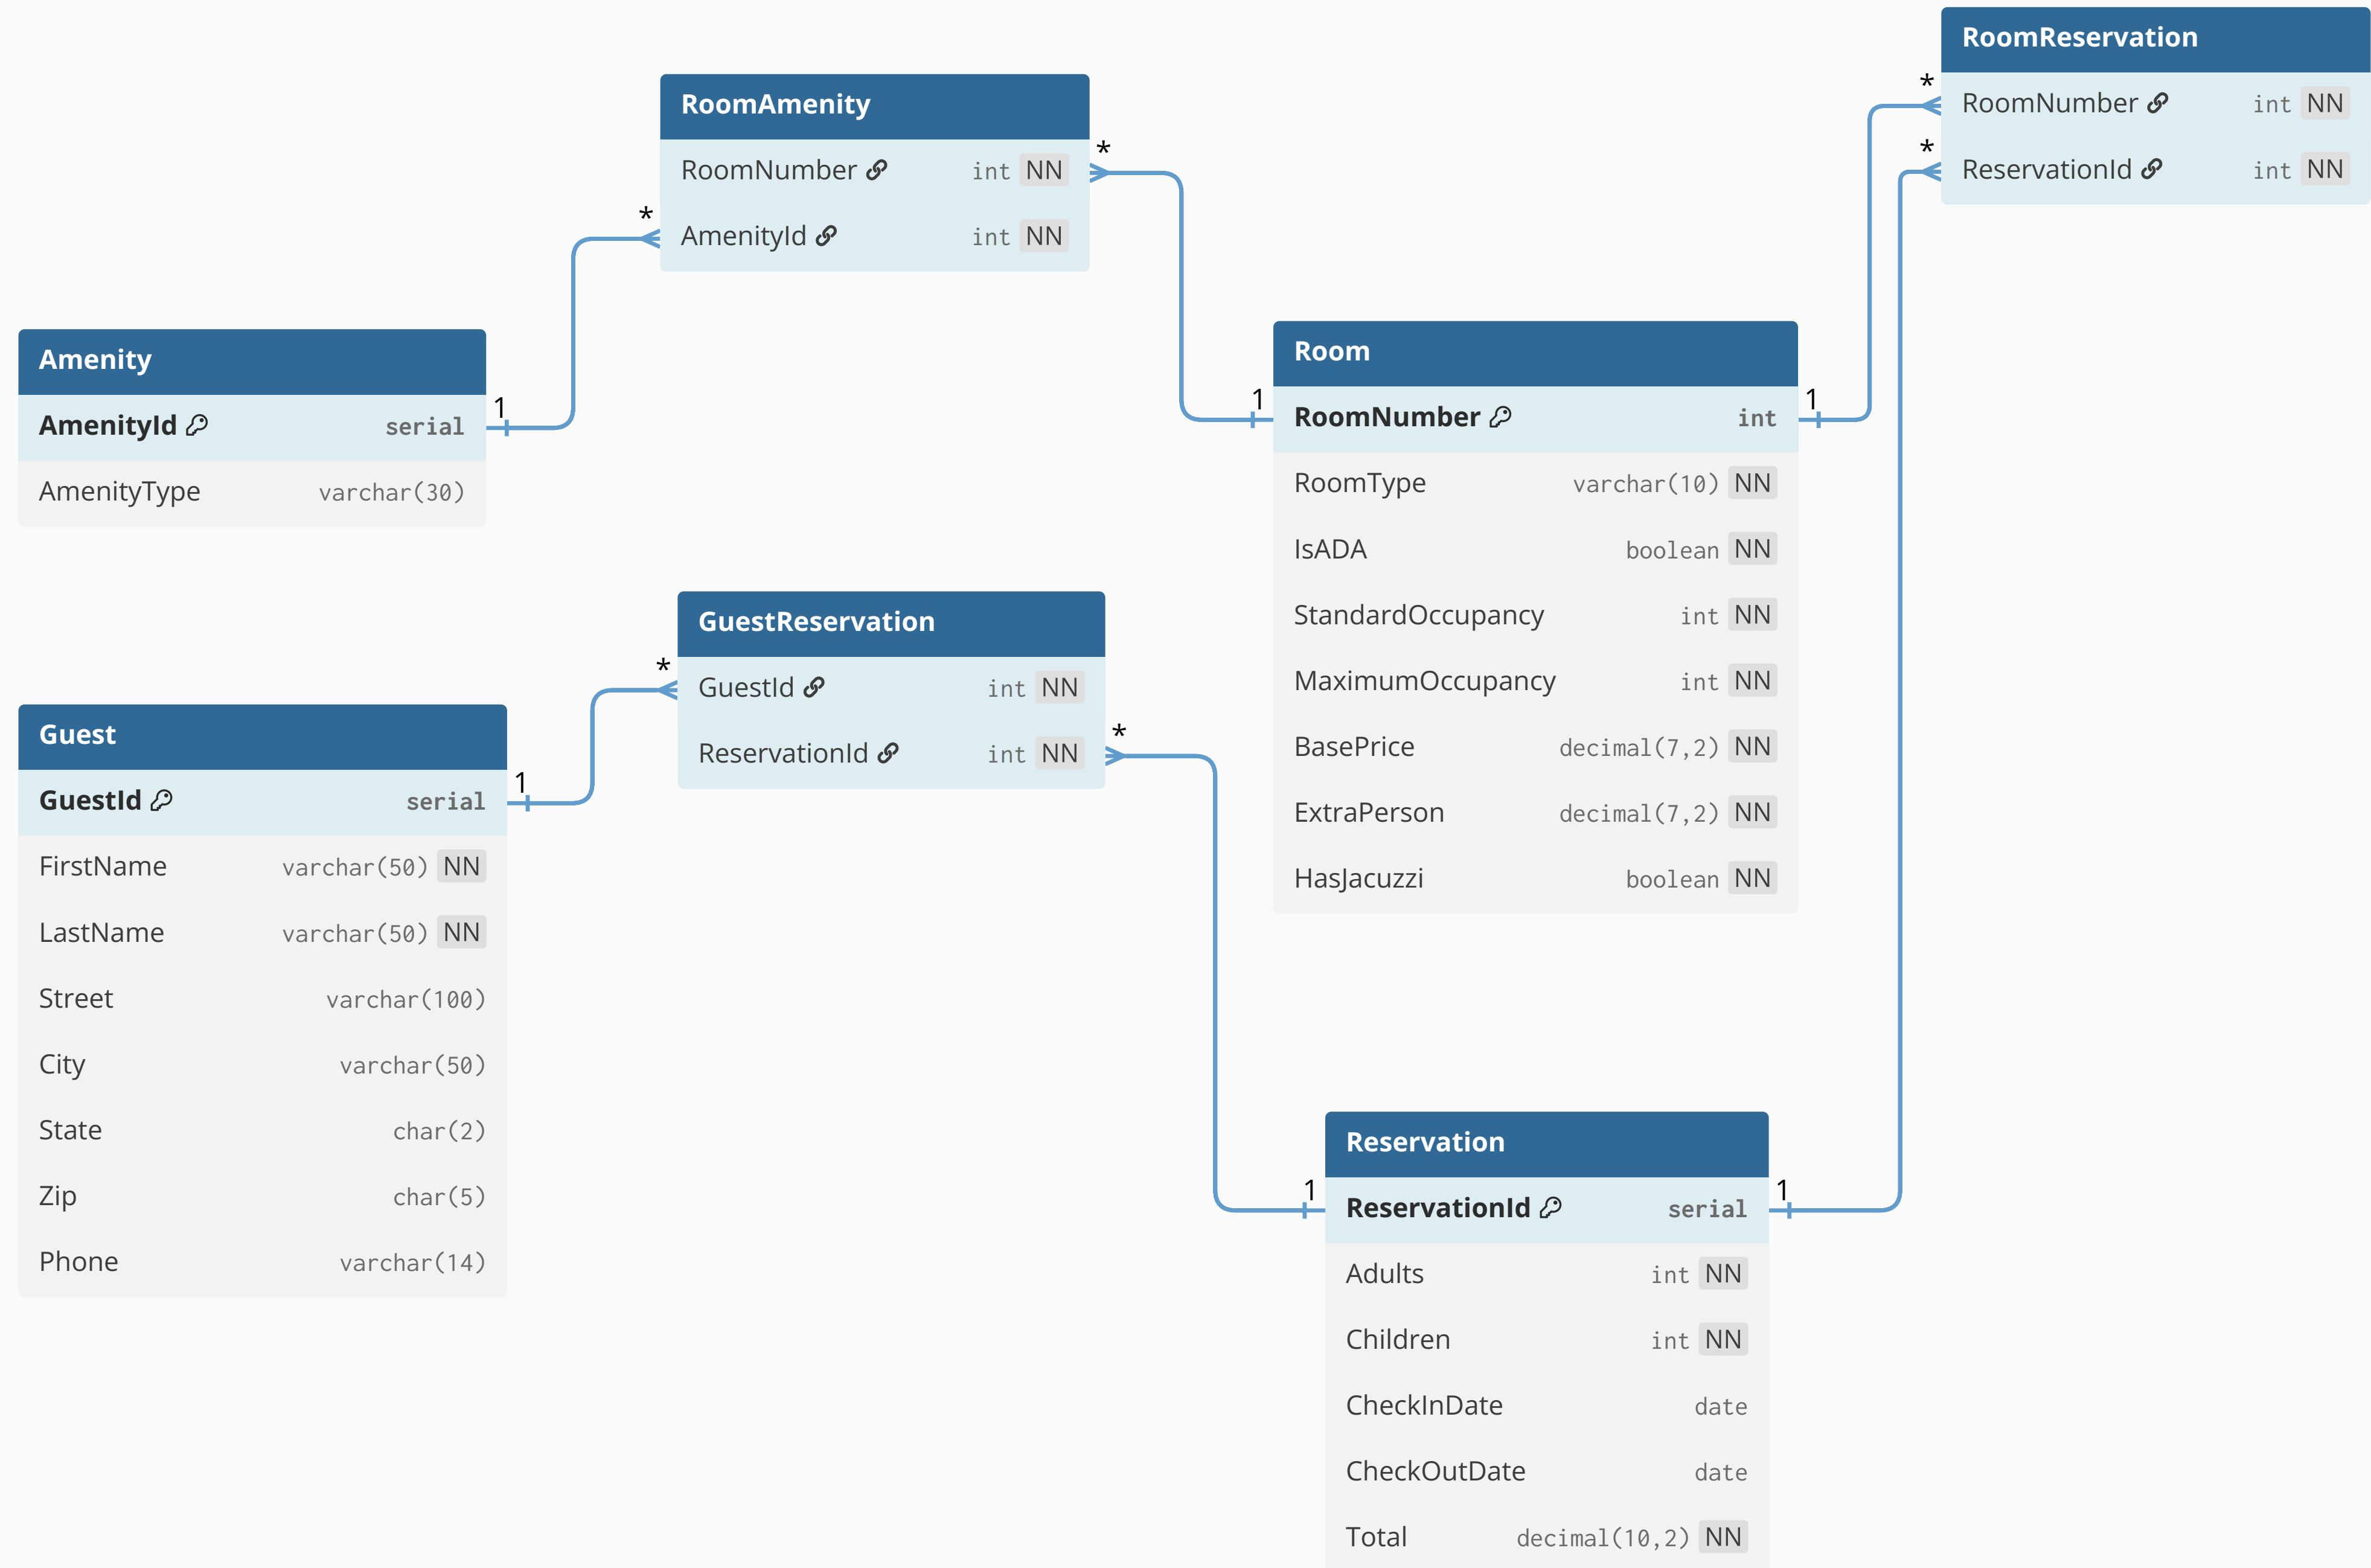 RoomReservation
RoomNumber int NN
ReservationId int NN
*
*
RoomAmenity
RoomNumber int NN
AmenityId int NN
*
*
Amenity
AmenityId serial
AmenityType varchar(30)
1
Room
RoomNumber int
RoomType varchar(10) NN
IsADA boolean NN
StandardOccupancy int NN
MaximumOccupancy int NN
BasePrice decimal(7,2) NN
ExtraPerson decimal(7,2) NN
HasJacuzzi boolean NN
1
1
GuestReservation
GuestId int NN
ReservationId int NN
*
*
Guest
GuestId serial
FirstName varchar(50) NN
LastName varchar(50) NN
Street varchar(100)
City varchar(50)
State char(2)
Zip char(5)
Phone varchar(14)
1
Reservation
ReservationId serial
Adults int NN
Children int NN
CheckInDate date
CheckOutDate date
Total decimal(10,2) NN
1
1